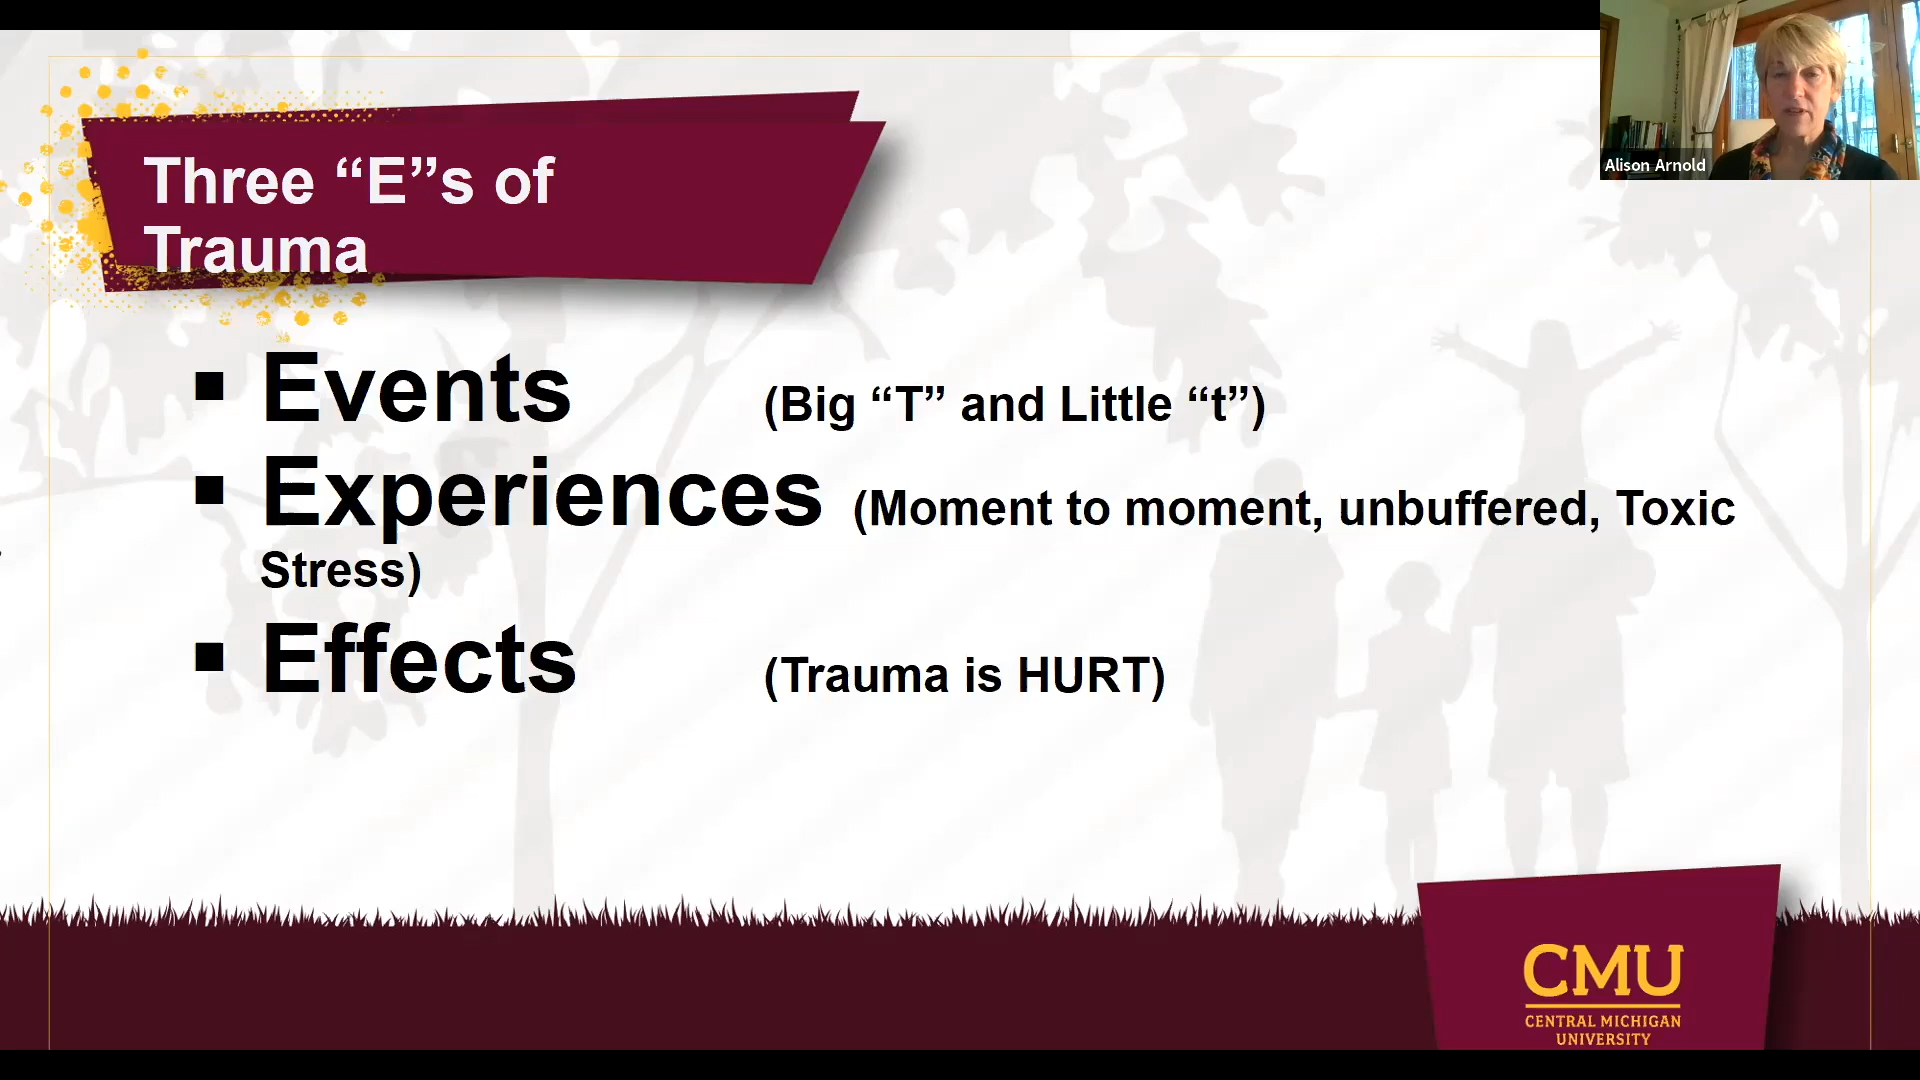 Alison Arnold
Three “E”s of
Trauma
▪ Events (Big “T” and Little “t”)
▪ Experiences (Moment to moment, unbuffered, Toxic
Stress)
▪ Effects (Trauma is HURT)
CMU
CENTRAL MICHIGAN
UNIVERSITY